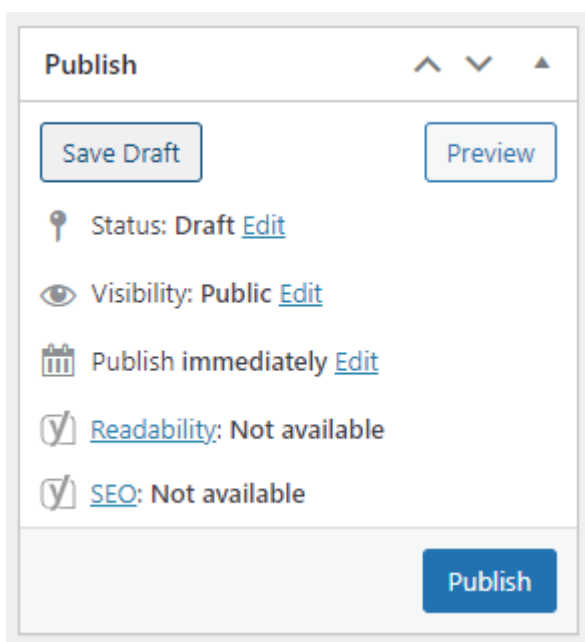 Publish
Save Draft Preview
Status: Draft Edit
Visibility: Public Edit
Publish immediately Edit
Readability: Not available
SEO: Not available
Publish